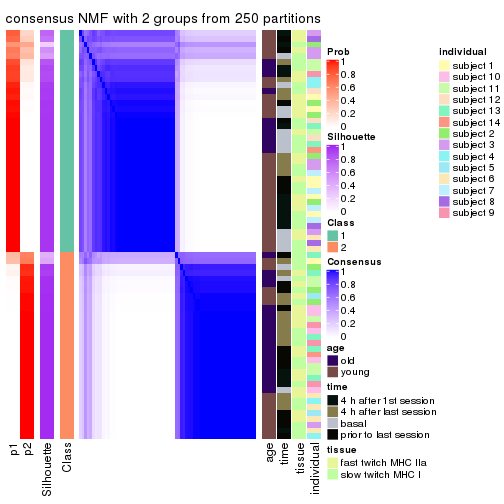 consensus NMF with 2 groups from 250 partitions
Prob
1
0.8
0.6
0.4
0.2
0
Silhouette
1
0.8
0.6
0.4
0.2
0
Class
1
2
Consensus
1
0.8
0.6
0.4
0.2
0
age
old
young
time
4 h after 1st session
4 h after last session
basal
prior to last session
tissue
fast twitch MHC IIa
slow twitch MHC I
individual
subject 1
subject 10
subject 11
subject 12
subject 13
subject 14
subject 2
subject 3
subject 4
subject 5
subject 6
subject 7
subject 8
subject 9
p1
p2
Silhouette
Class
age
time
tissue
individual